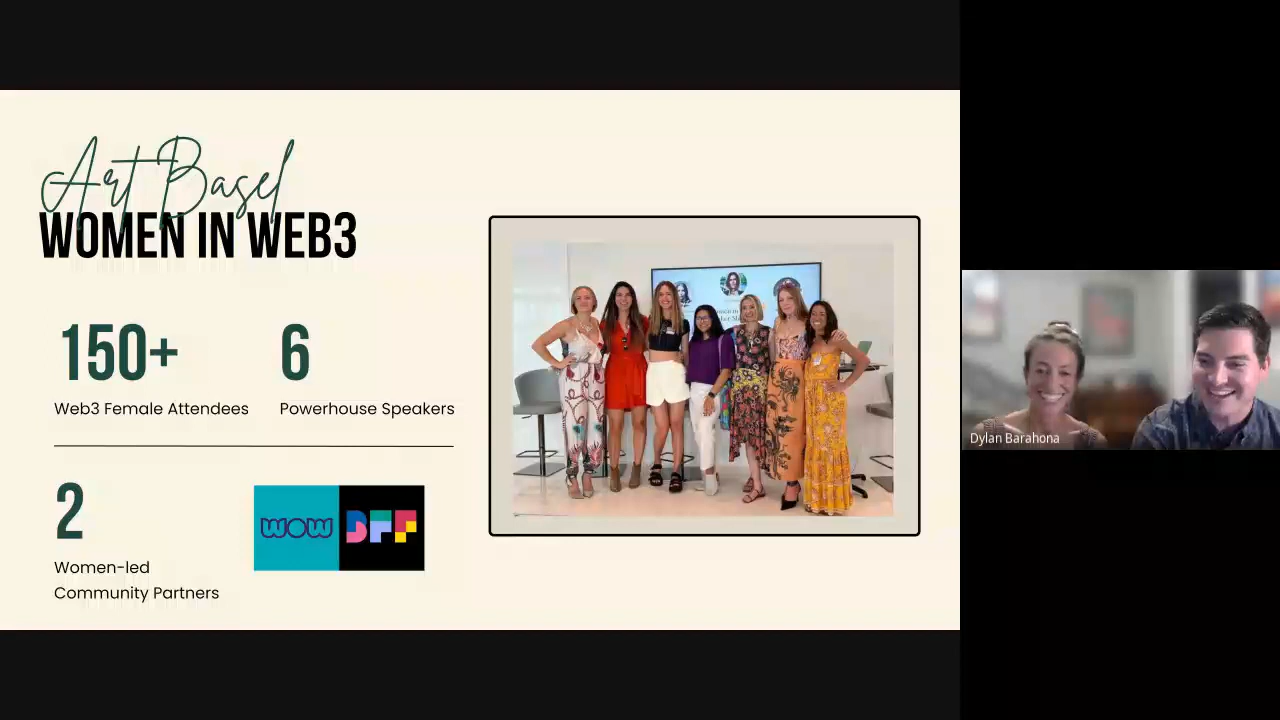 Art Basel
WOMEN IN WEB3
150+
6
Web3 Female Attendees
Powerhouse Speakers
2
WOW
BFF
Women-led
Community Partners
Dylan Barahona